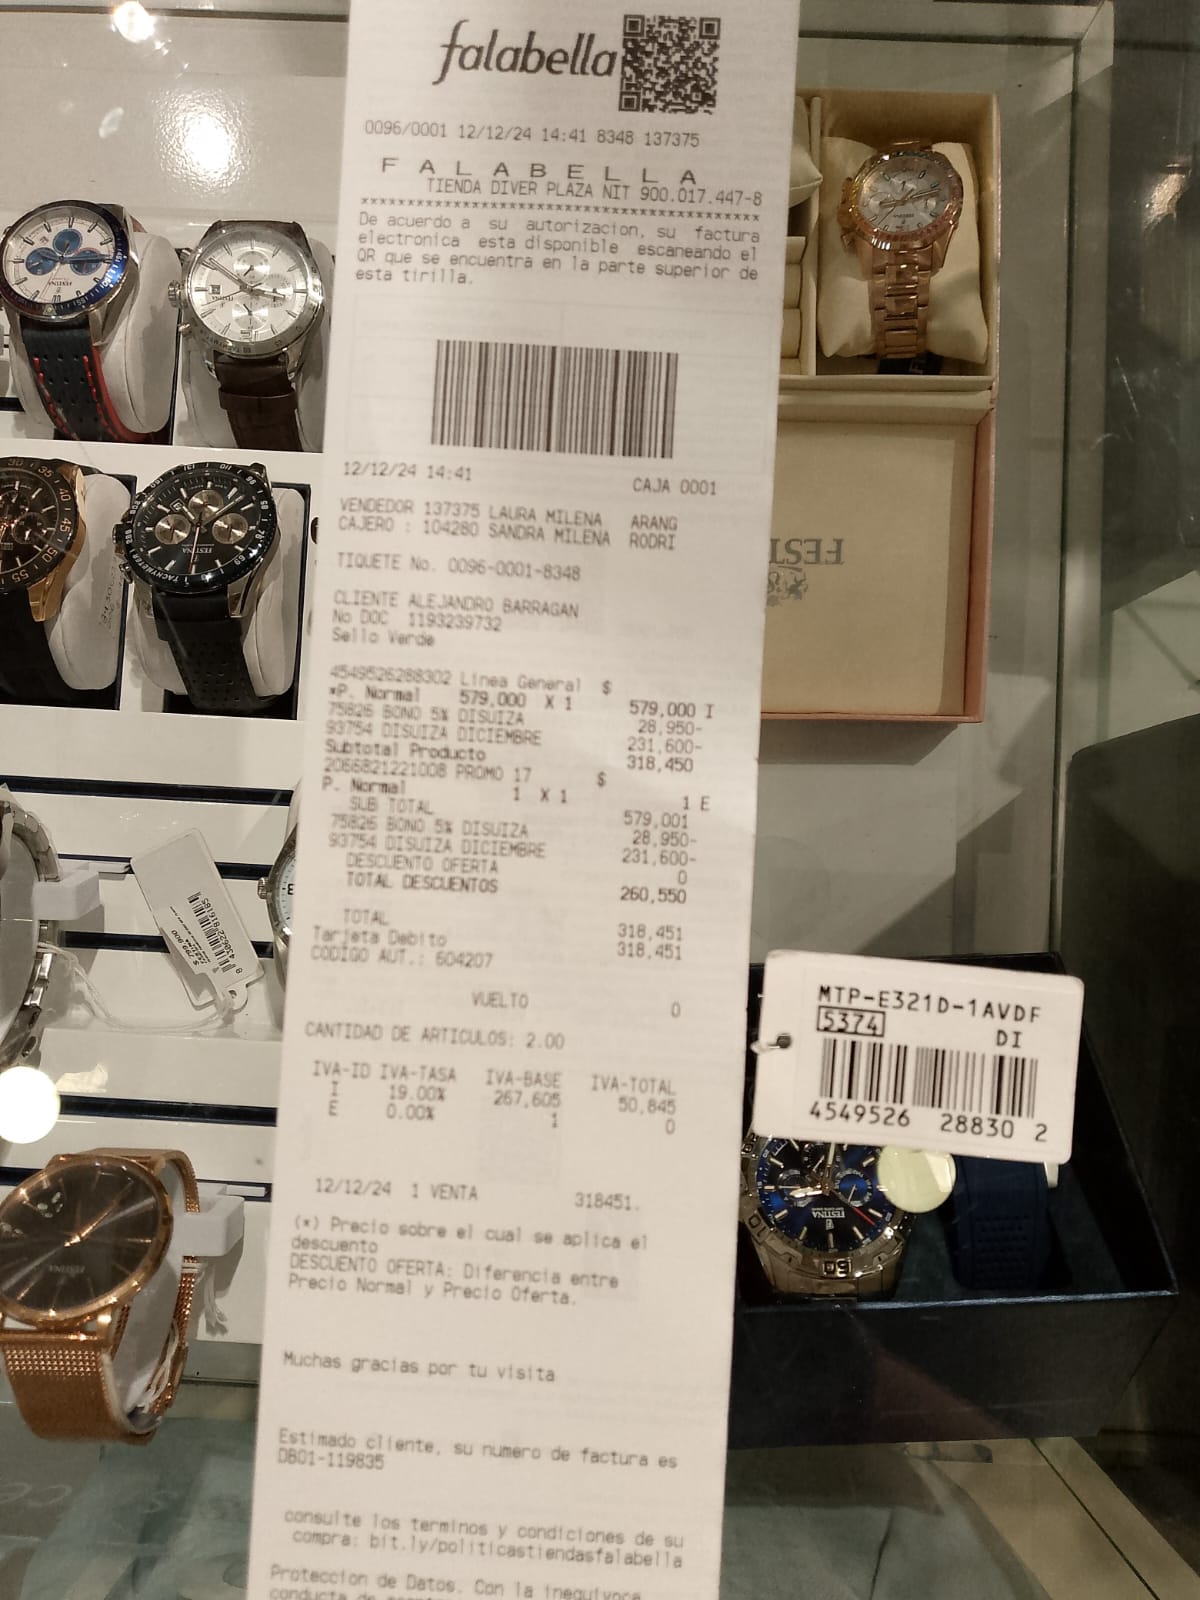 falabella
0096/0001 12/12/24 14:41 8348 137375
F A L A B E L L A
TIENDA DIVER PLAZA NIT 900.017.447-8
****************************************************
De acuerdo a su autorizacion, su factura
electronica esta disponible escaneando el
QR que se encuentra en la parte superior de
esta tirilla.
12/12/24 14:41 CAJA 0001
VENDEDOR 137375 LAURA MILENA ARANG
CAJERO : 104280 SANDRA MILENA RODRI
TIQUETE No. 0096-0001-8348
CLIENTE ALEJANDRO BARRAGAN
No DOC 1193239732
Sello Verde
4549526288302 Linea General $
*P. Normal 579,000 X 1 579,000 I
75826 BONO 5% DISUIZA 28,950-
93754 DISUIZA DICIEMBRE 231,600-
Subtotal Producto 318,450
2066821221008 PROMO 17 $
P. Normal 1 X 1 1 E
SUB TOTAL 579,001
75826 BONO 5% DISUIZA 28,950-
93754 DISUIZA DICIEMBRE 231,600-
DESCUENTO OFERTA 0
TOTAL DESCUENTOS 260,550
TOTAL 318,451
Tarjeta Debito 318,451
CODIGO AUT.: 604207
VUELTO 0
CANTIDAD DE ARTICULOS: 2.00
IVA-ID IVA-TASA IVA-BASE IVA-TOTAL
I 19.00% 267,605 50,845
E 0.00% 1 0
12/12/24 1 VENTA 318451.
(*) Precio sobre el cual se aplica el
descuento
DESCUENTO OFERTA: Diferencia entre
Precio Normal y Precio Oferta.
Muchas gracias por tu visita
Estimado cliente, su numero de factura es
DB01-119835
consulte los terminos y condiciones de su
compra: bit.ly/politicastiendasfalabella
Proteccion de Datos. Con la inequivoca
conducta de
MTP-E321D-1AVDF
5374 DI
4549526 28830 2
FESTINA
FESTINA
FESTINA
FESTINA